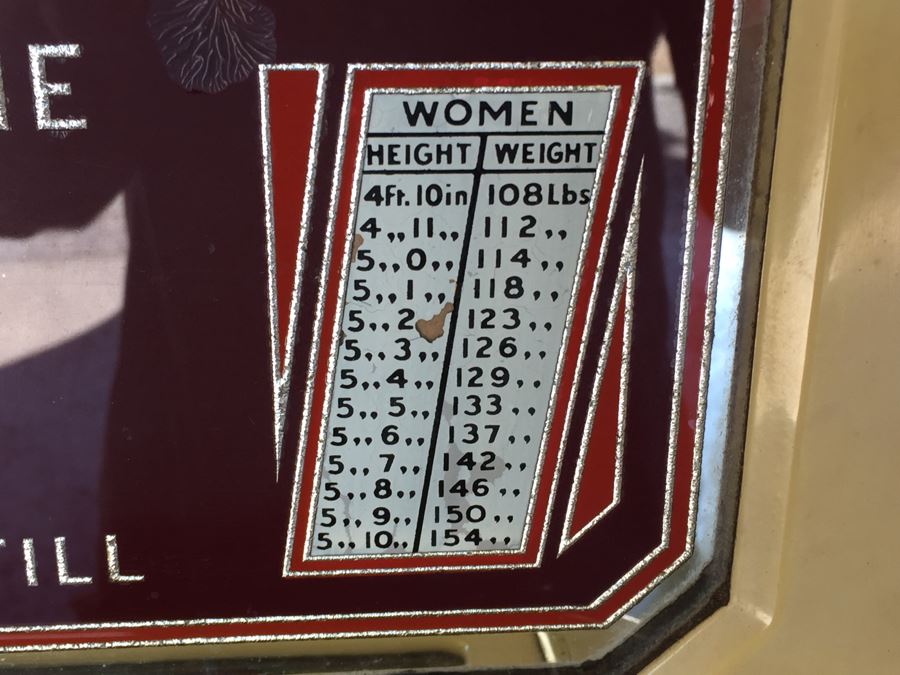 E
WOMEN
HEIGHT WEIGHT
4Ft. 10in 108Lbs
4 ,, 11 ,, 112 ,,
5 ,, 0 ,, 114 ,,
5 ,, 1 ,, 118 ,,
5 ,, 2 123 ,,
5 ,, 3 ,, 126 ,,
5 ,, 4 ,, 129 ,,
5 ,, 5 ,, 133 ,,
5 ,, 6 ,, 137 ,,
5 ,, 7 ,, 142 ,,
5 ,, 8 ,, 146 ,,
5 ,, 9 ,, 150 ,,
5 ,, 10 ,, 154 ,,
TILL